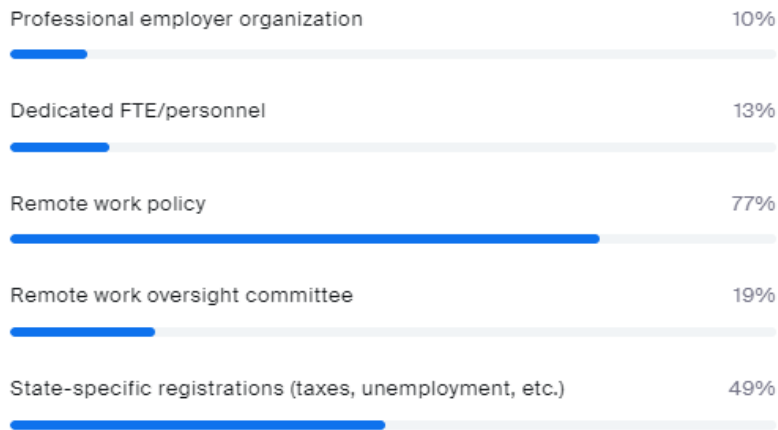 Professional employer organization 10%
Dedicated FTE/personnel 13%
Remote work policy 77%
Remote work oversight committee 19%
State-specific registrations (taxes, unemployment, etc.) 49%